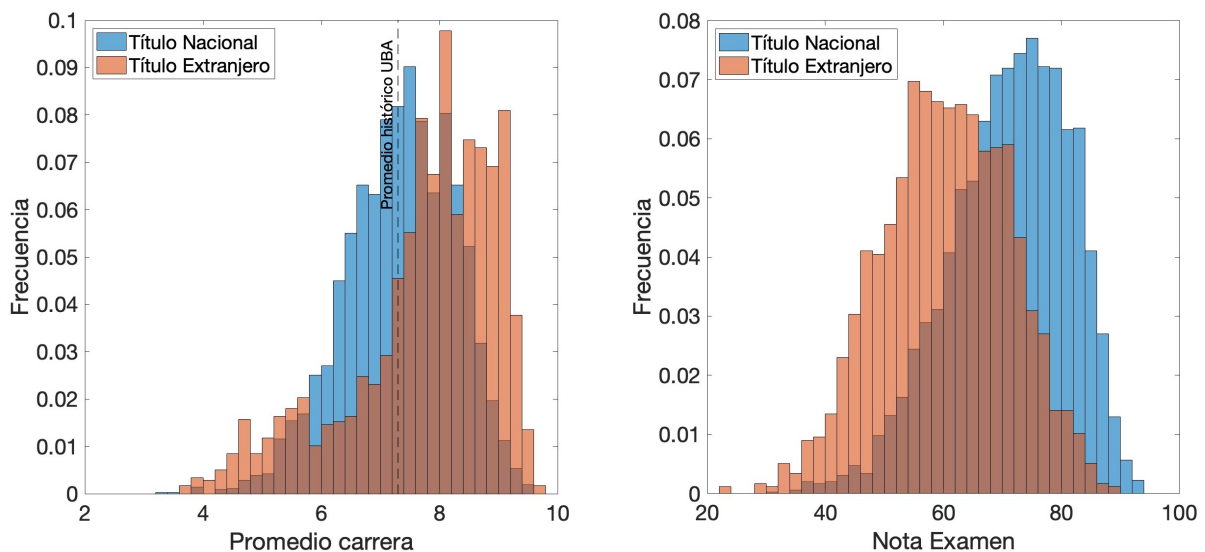 0.1
0.09
0.08
0.07
0.06
0.05
0.04
0.03
0.02
0.01
0
Frecuencia
Título Nacional
Título Extranjero
Promedio histórico UBA
2 4 6 8 10
Promedio carrera
0.08
0.07
0.06
0.05
0.04
0.03
0.02
0.01
0
Frecuencia
Título Nacional
Título Extranjero
20 40 60 80 100
Nota Examen